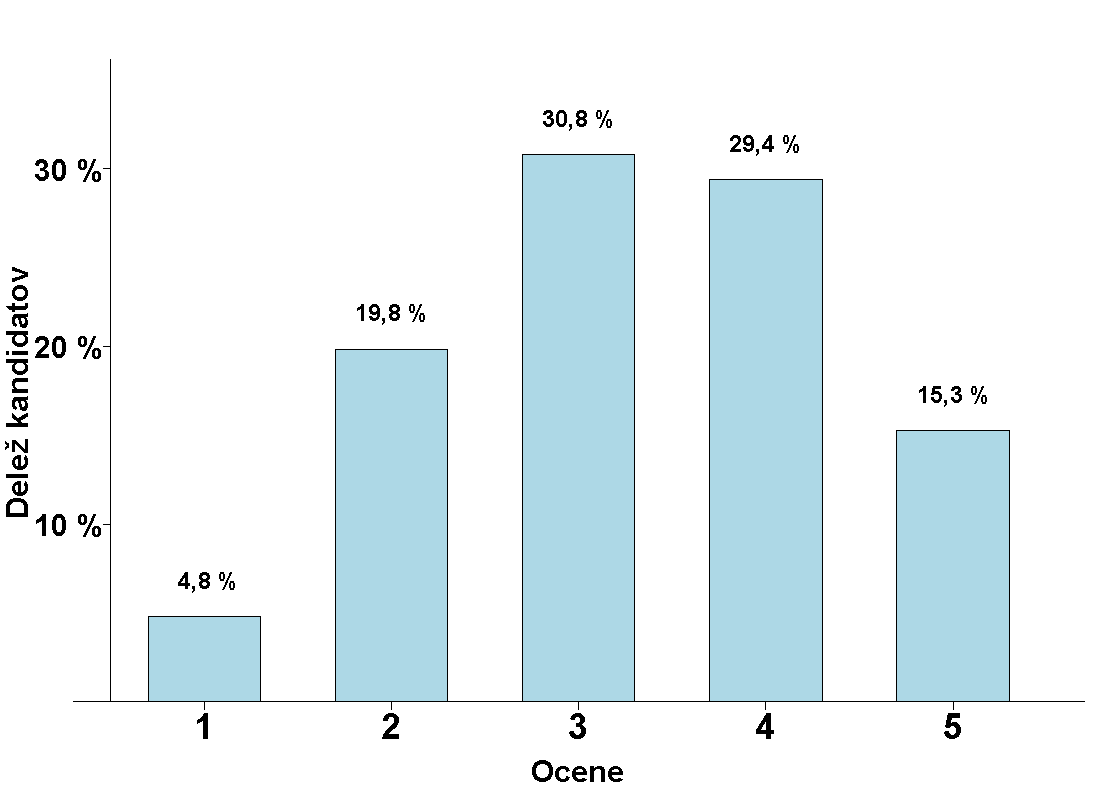 30,8 %
29,4 %
30 %
19,8 %
20 %
15,3 %
10 %
4,8 %
Delež kandidatov
1 2 3 4 5
Ocene